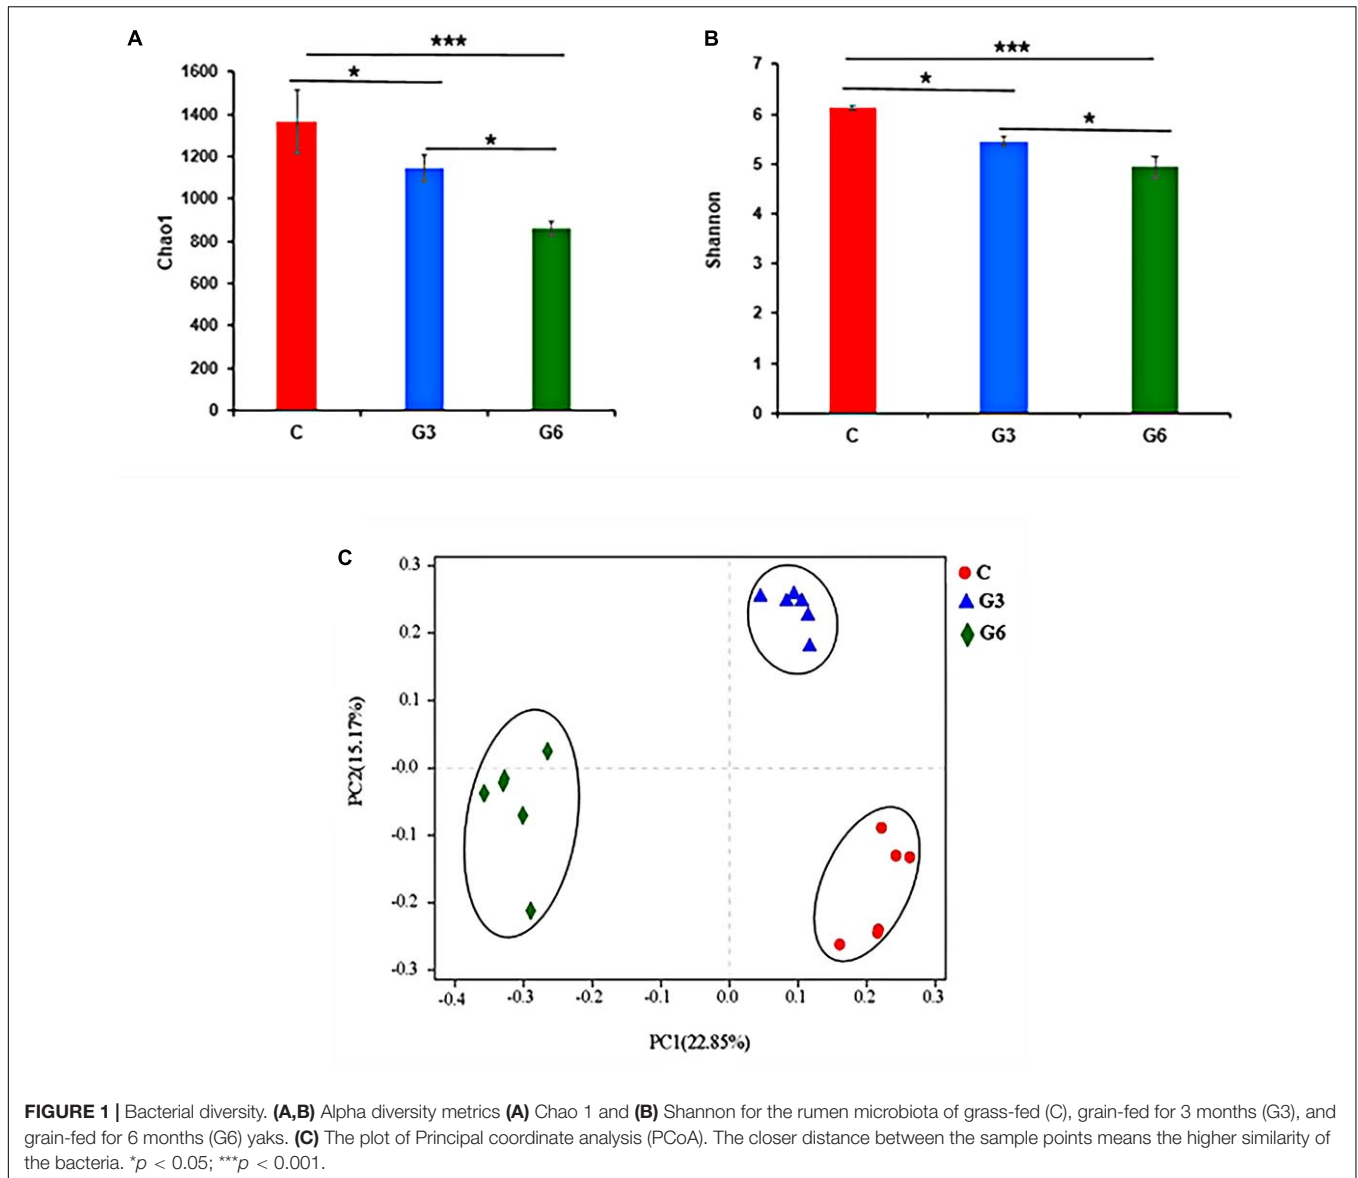 A
***
*
*
1600
1400
1200
1000
800
600
400
200
0
Chao1
C G3 G6
B
***
*
*
7
6
5
4
3
2
1
0
Shannon
C G3 G6
C
0.3
0.2
0.1
-0.0
-0.1
-0.2
-0.3
PC2(15.17%)
-0.4 -0.3 -0.2 -0.1 0.0 0.1 0.2 0.3
PC1(22.85%)
C
G3
G6
FIGURE 1 | Bacterial diversity. (A,B) Alpha diversity metrics (A) Chao 1 and (B) Shannon for the rumen microbiota of grass-fed (C), grain-fed for 3 months (G3), and
grain-fed for 6 months (G6) yaks. (C) The plot of Principal coordinate analysis (PCoA). The closer distance between the sample points means the higher similarity of
the bacteria. *p < 0.05; ***p < 0.001.